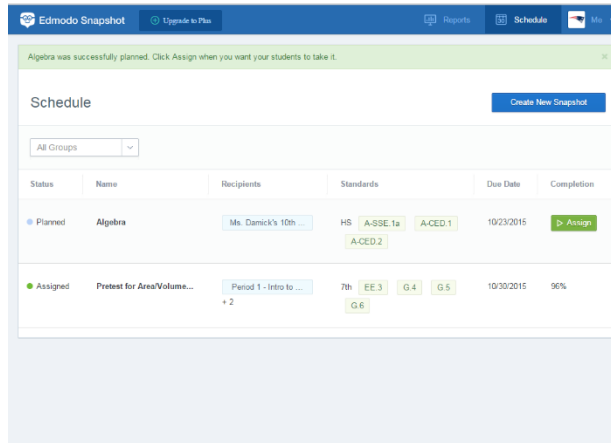 Edmodo Snapshot Upgrade to Plus Reports Schedule Me
Algebra was successfully planned. Click Assign when you want your students to take it.
Schedule Create New Snapshot
All Groups
Status Name Recipients Standards Due Date Completion
Planned Algebra Ms. Damick's 10th ... HS A-SSE.1a A-CED.1 10/23/2015 Assign
A-CED.2
Assigned Pretest for Area/Volume... Period 1 - Intro to ... 7th EE.3 G.4 G.5 10/30/2015 96%
+ 2 G.6